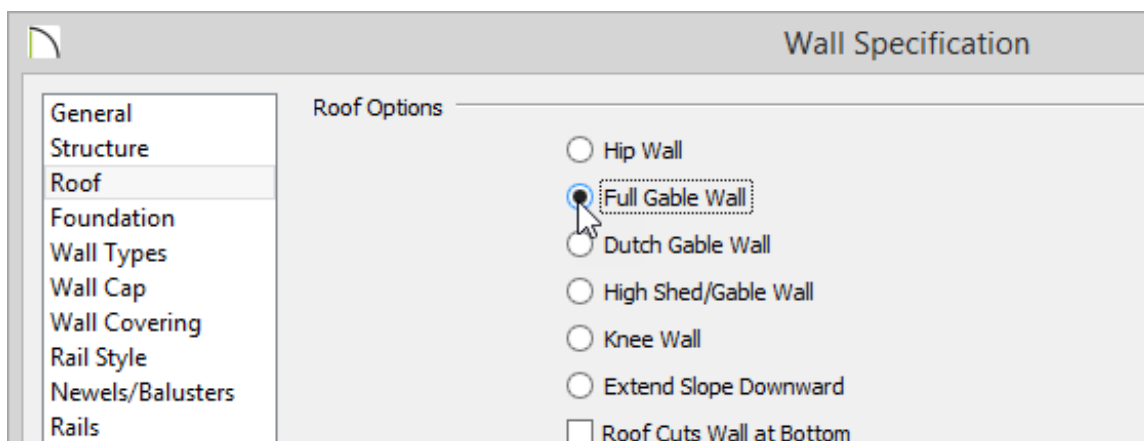 Wall Specification
General
Structure
Roof
Foundation
Wall Types
Wall Cap
Wall Covering
Rail Style
Newels/Balusters
Rails
Roof Options
Hip Wall
Full Gable Wall
Dutch Gable Wall
High Shed/Gable Wall
Knee Wall
Extend Slope Downward
Roof Cuts Wall at Bottom